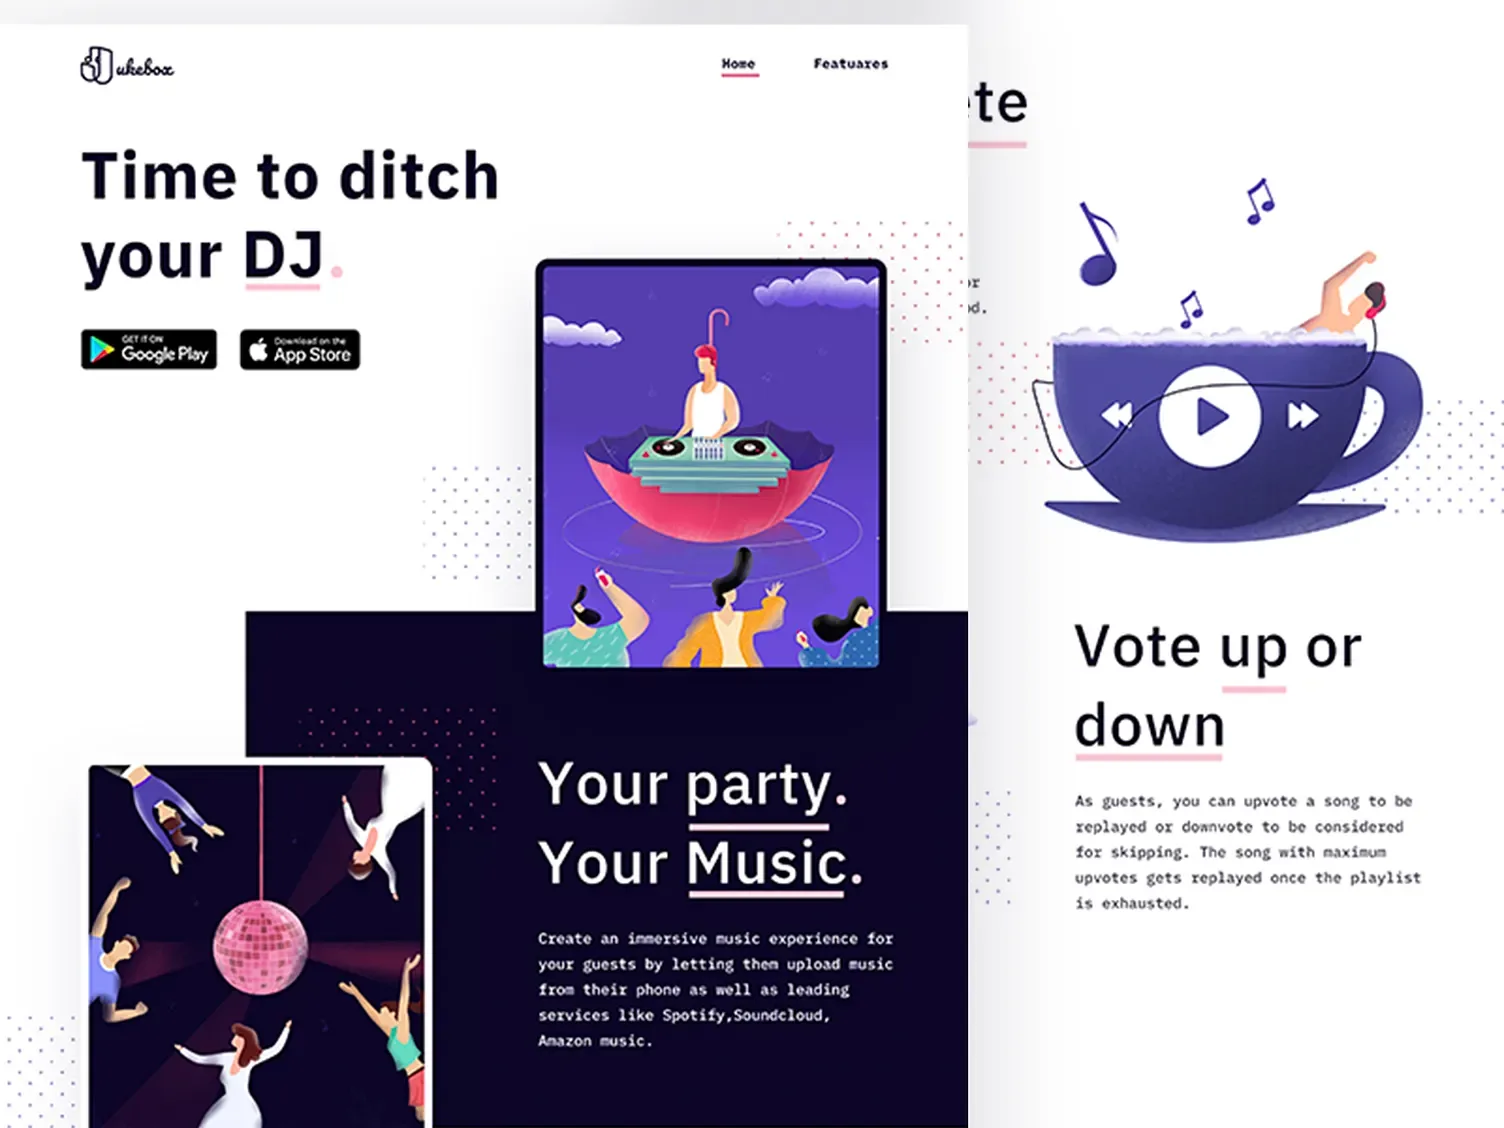 Jukebox
Home
Featuares
Time to ditch
your DJ.
GET IT ON
Google Play
Download on the
App Store
Your party.
Your Music.
Create an immersive music experience for
your guests by letting them upload music
from their phone as well as leading
services like Spotify,Soundcloud,
Amazon music.
Vote up or
down
As guests, you can upvote a song to be
replayed or downvote to be considered
for skipping. The song with maximum
upvotes gets replayed once the playlist
is exhausted.